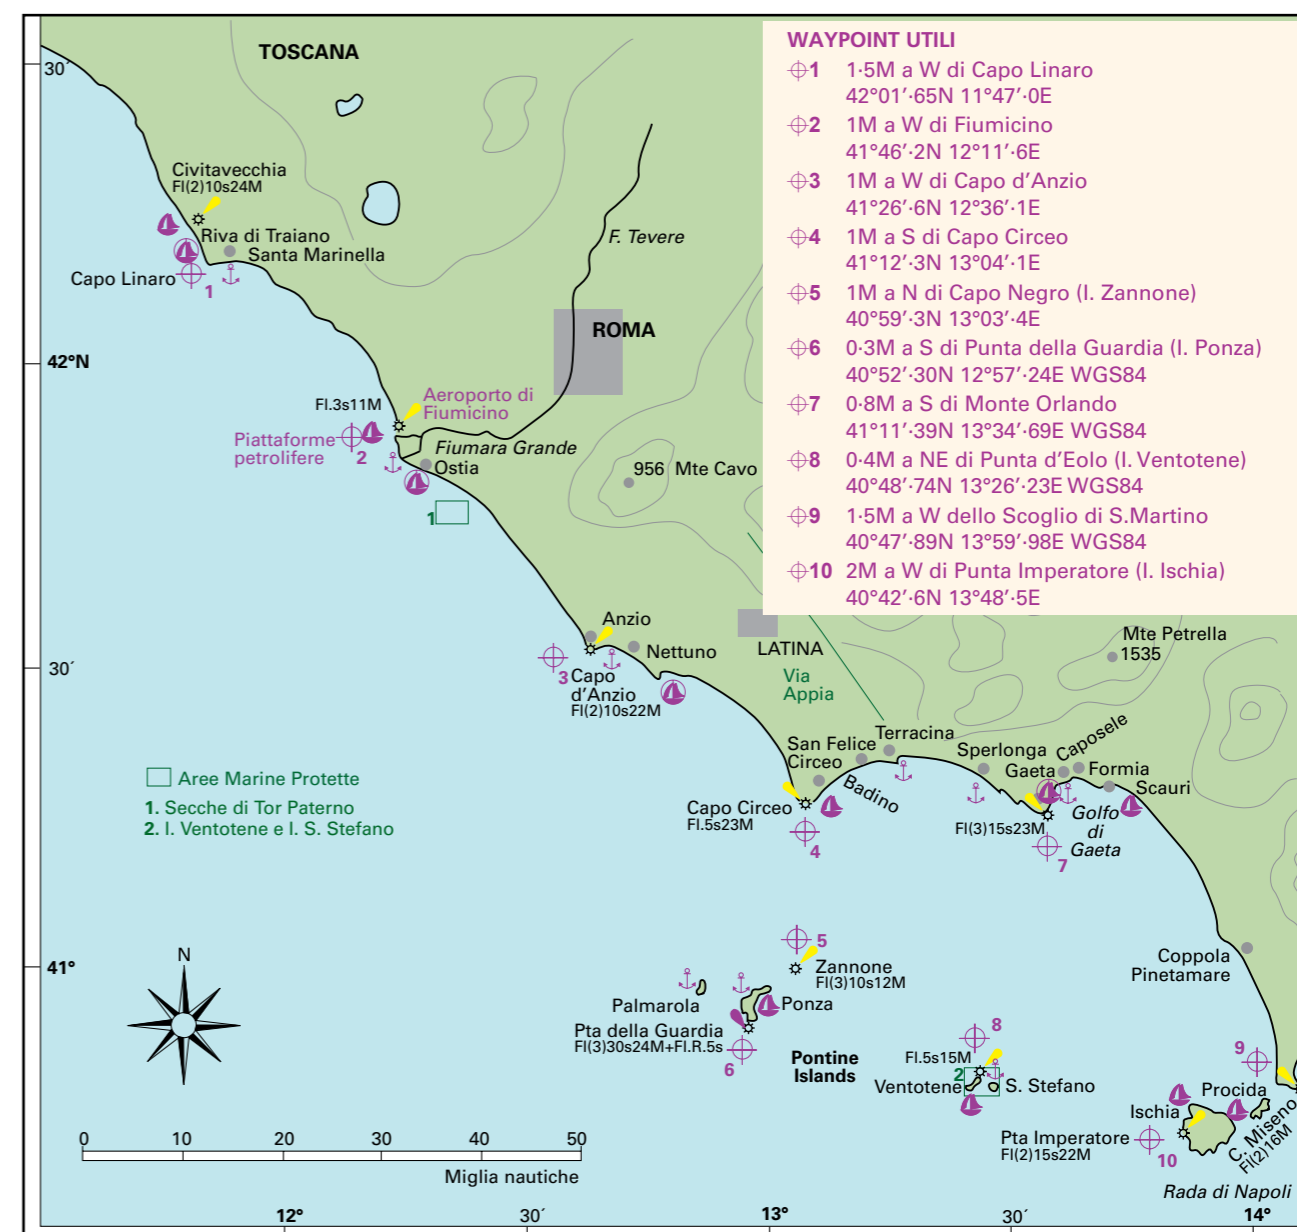 TOSCANA
WAYPOINT UTILI
1 1·5M a W di Capo Linaro
42°01′·65N 11°47′·0E
2 1M a W di Fiumicino
41°46′·2N 12°11′·6E
3 1M a W di Capo d'Anzio
41°26′·6N 12°36′·1E
4 1M a S di Capo Circeo
41°12′·3N 13°04′·1E
5 1M a N di Capo Negro (I. Zannone)
40°59′·3N 13°03′·4E
6 0·3M a S di Punta della Guardia (I. Ponza)
40°52′·30N 12°57′·24E WGS84
7 0·8M a S di Monte Orlando
41°11′·39N 13°34′·69E WGS84
8 0·4M a NE di Punta d'Eolo (I. Ventotene)
40°48′·74N 13°26′·23E WGS84
9 1·5M a W dello Scoglio di S.Martino
40°47′·89N 13°59′·98E WGS84
10 2M a W di Punta Imperatore (I. Ischia)
40°42′·6N 13°48′·5E
30′
Civitavecchia
Fl(2)10s24M
Riva di Traiano
Santa Marinella
Capo Linaro
1
F. Tevere
ROMA
42°N
Aeroporto di
Fiumicino
Fl.3s11M
Piattaforme
petrolifere
2
Fiumara Grande
Ostia
1
956 Mte Cavo
Anzio
Nettuno
3
Capo
d'Anzio
Fl(2)10s22M
LATINA
Via
Appia
Mte Petrella
1535
30′
San Felice
Circeo
Terracina
Badino
Sperlonga
Gaeta
Caposele
Formia
Scauri
Capo Circeo
Fl.5s23M
4
Fl(3)15s23M
Golfo
di
Gaeta
7
Aree Marine Protette
1. Secche di Tor Paterno
2. I. Ventotene e I. S. Stefano
N
41°
5
Zannone
Fl(3)10s12M
Palmarola
Ponza
Pta della Guardia
Fl(3)30s24M+Fl.R.5s
6
Pontine
Islands
8
Fl.5s15M
2
Ventotene
S. Stefano
Coppola
Pinetamare
9
Procida
Ischia
Pta Imperatore
Fl(2)15s22M
10
C. Miseno
Fl(2)16M
Rada di Napoli
0 10 20 30 40 50
Miglia nautiche
12° 30′ 13° 30′ 14°